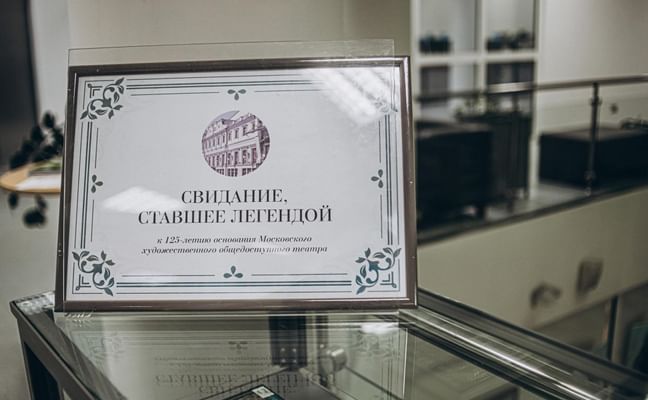 СВИДАНИЕ,
СТАВШЕЕ ЛЕГЕНДОЙ
к 125-летию основания Московского
художественного общедоступного театра